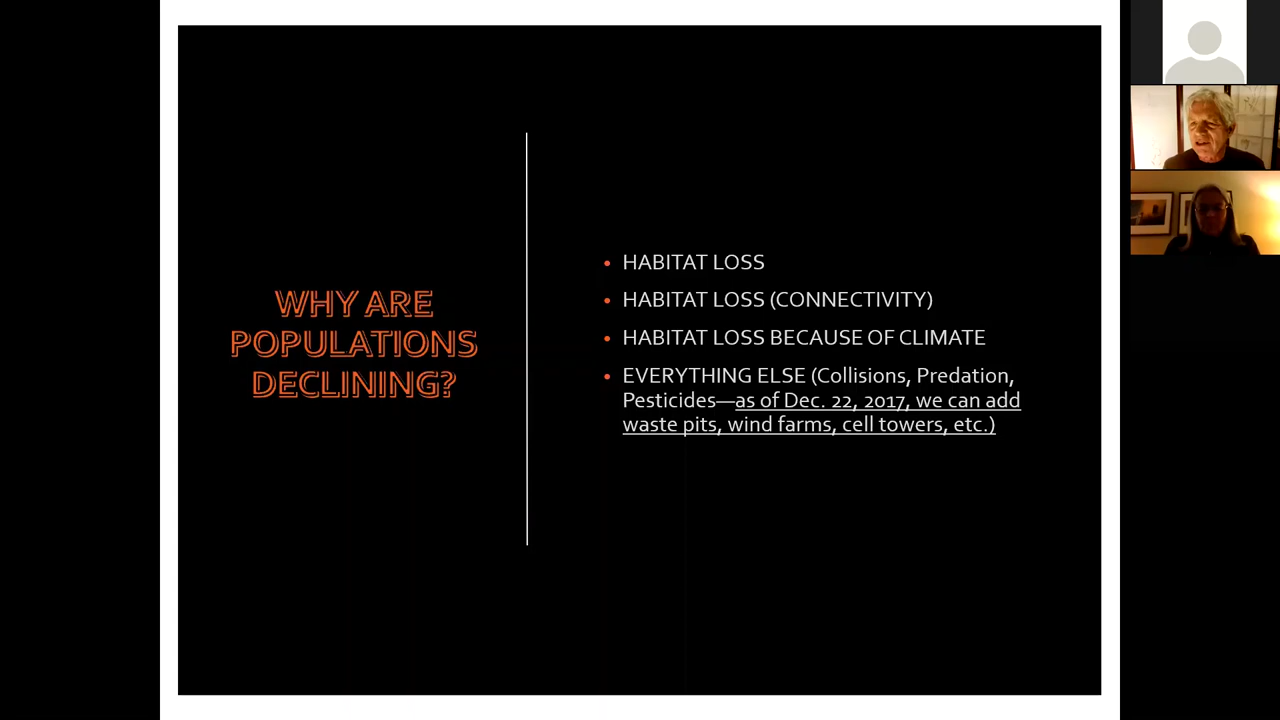 WHY ARE
POPULATIONS
DECLINING?
• HABITAT LOSS
• HABITAT LOSS (CONNECTIVITY)
• HABITAT LOSS BECAUSE OF CLIMATE
• EVERYTHING ELSE (Collisions, Predation,
Pesticides—as of Dec. 22, 2017, we can add
waste pits, wind farms, cell towers, etc.)